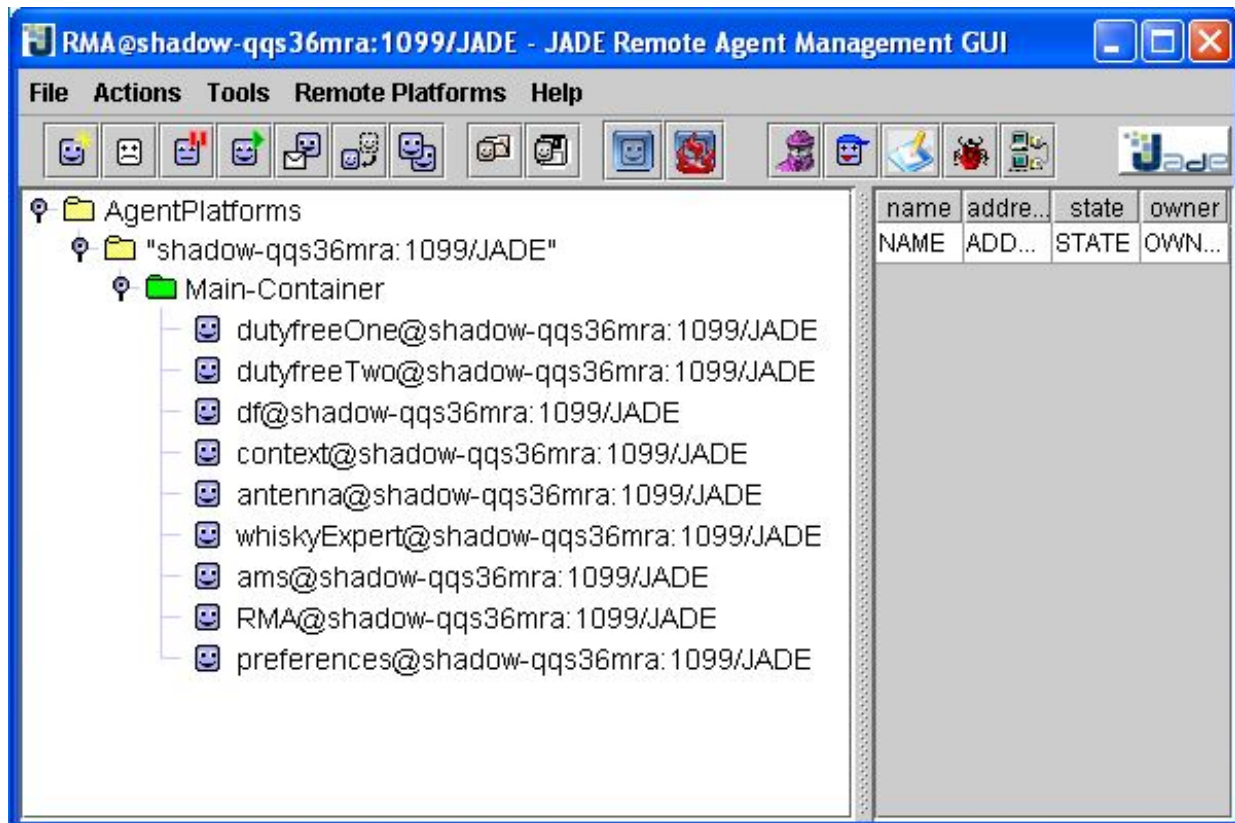 RMA@shadow-qqs36mra:1099/JADE - JADE Remote Agent Management GUI
File Actions Tools Remote Platforms Help
Jade
AgentPlatforms
name addre... state owner
"shadow-qqs36mra:1099/JADE"
NAME ADD... STATE OWN...
Main-Container
dutyfreeOne@shadow-qqs36mra:1099/JADE
dutyfreeTwo@shadow-qqs36mra:1099/JADE
df@shadow-qqs36mra:1099/JADE
context@shadow-qqs36mra:1099/JADE
antenna@shadow-qqs36mra:1099/JADE
whiskyExpert@shadow-qqs36mra:1099/JADE
ams@shadow-qqs36mra:1099/JADE
RMA@shadow-qqs36mra:1099/JADE
preferences@shadow-qqs36mra:1099/JADE